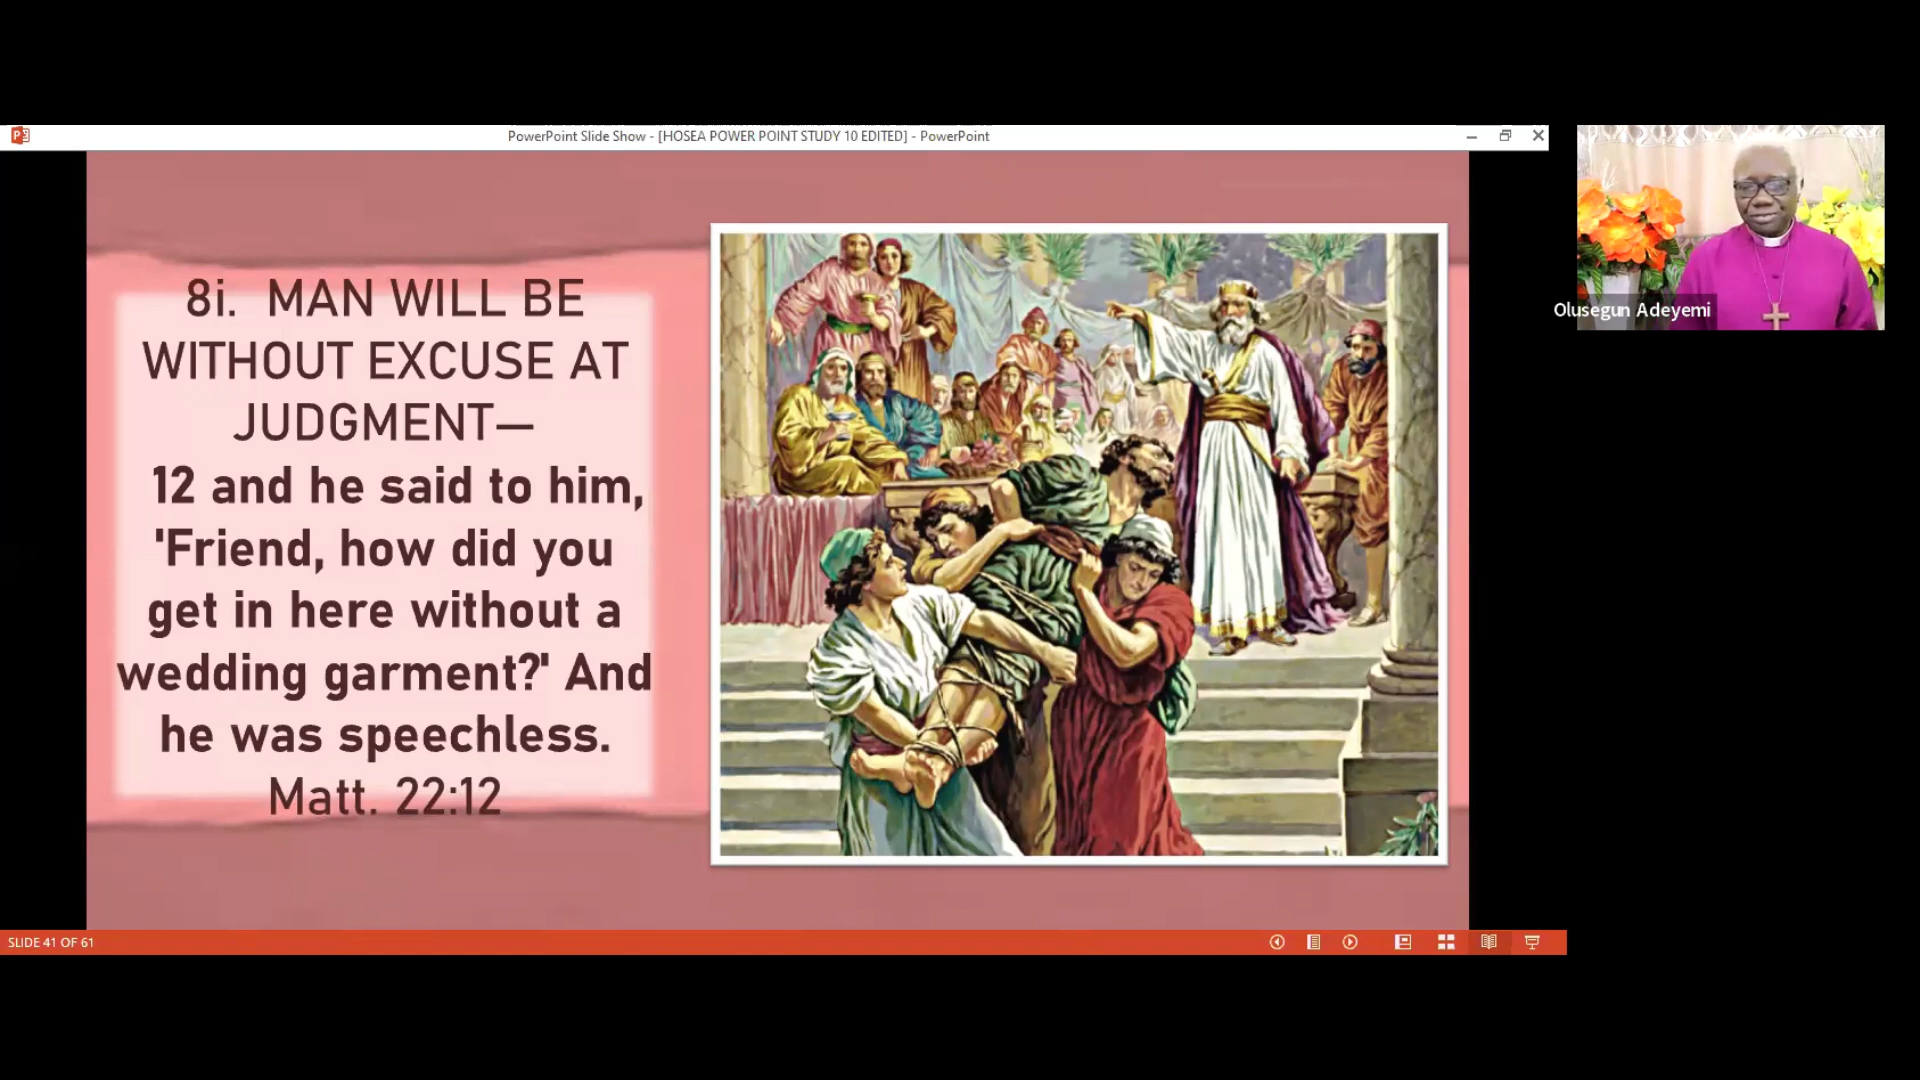 PowerPoint Slide Show - [HOSEA POWER POINT STUDY 10 EDITED] - PowerPoint
8i. MAN WILL BE
WITHOUT EXCUSE AT
JUDGMENT—
12 and he said to him,
'Friend, how did you
get in here without a
wedding garment?' And
he was speechless.
Matt. 22:12
Olusegun Adeyemi
SLIDE 41 OF 61